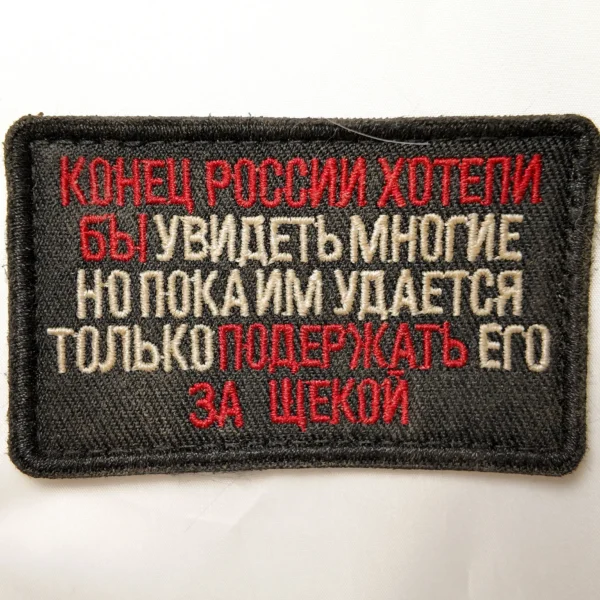 КОНЕЦ РОССИИ ХОТЕЛИ
БЫ УВИДЕТЬ МНОГИЕ
НО ПОКА ИМ УДАЕТСЯ
ТОЛЬКО ПОДЕРЖАТЬ ЕГО
ЗА ЩЕКОЙ